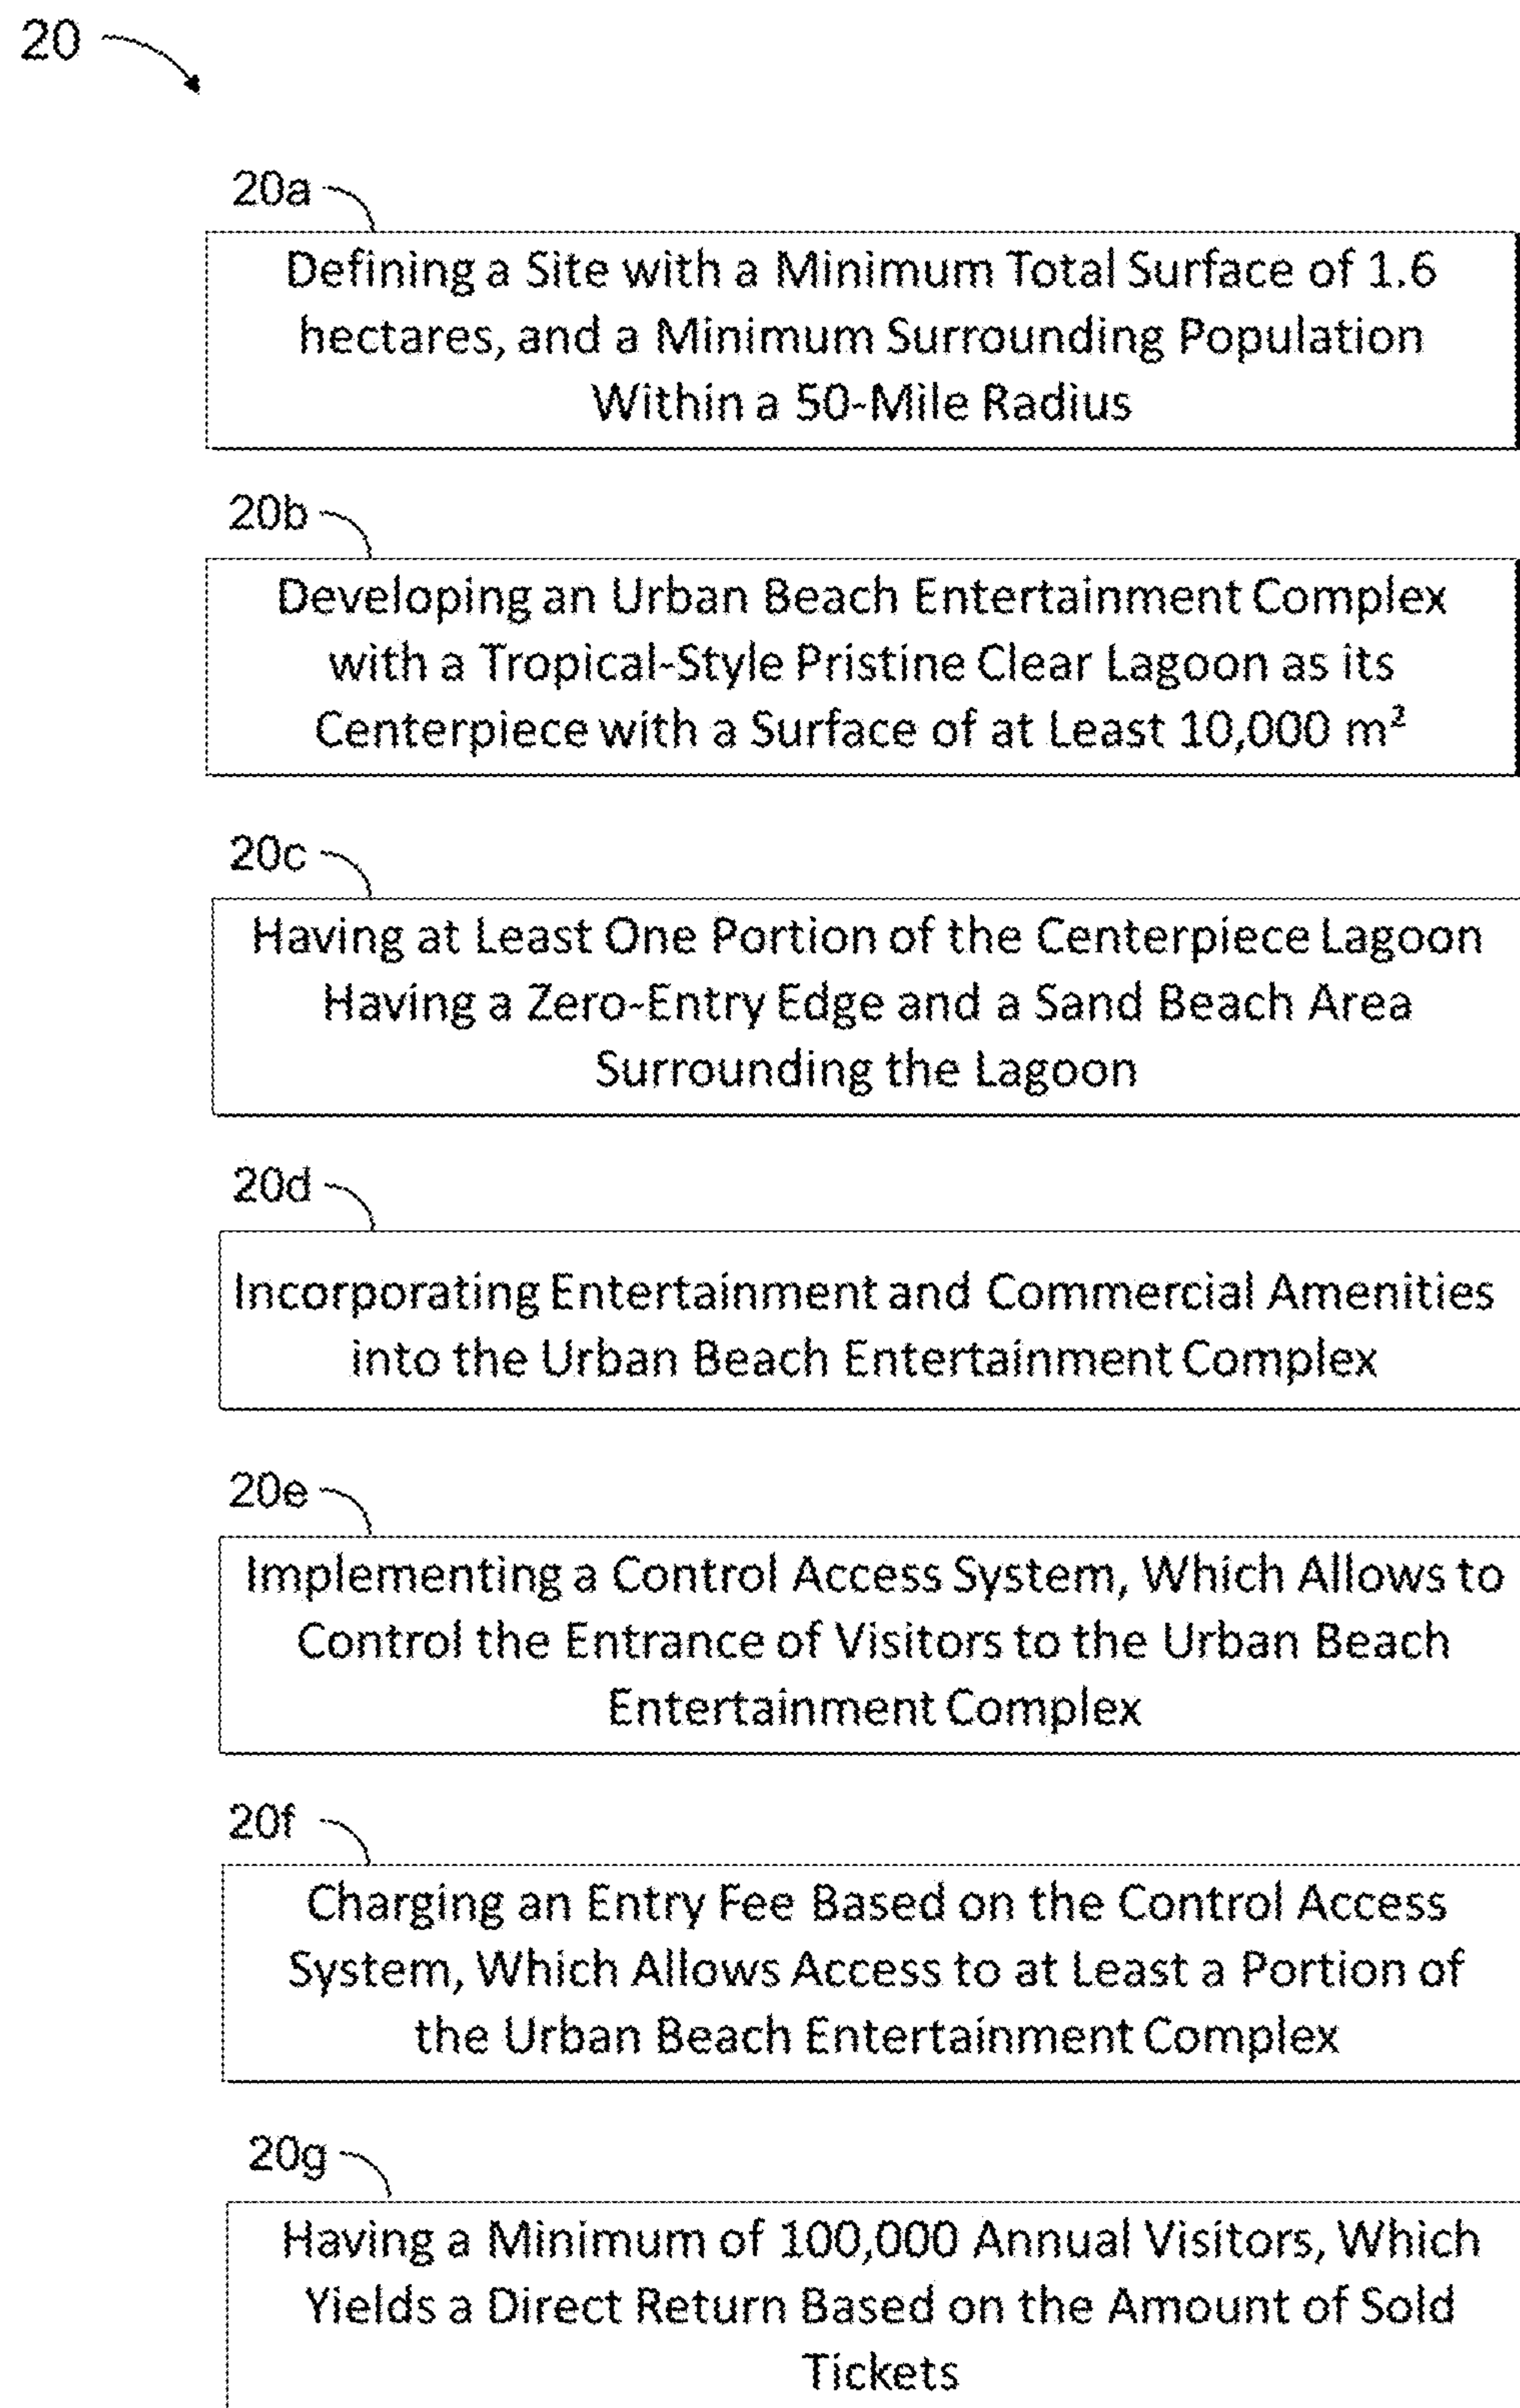 20
20a
Defining a Site with a Minimum Total Surface of 1.6
hectares, and a Minimum Surrounding Population
Within a 50-Mile Radius
20b
Developing an Urban Beach Entertainment Complex
with a Tropical-Style Pristine Clear Lagoon as its
Centerpiece with a Surface of at Least 10,000 m²
20c
Having at Least One Portion of the Centerpiece Lagoon
Having a Zero-Entry Edge and a Sand Beach Area
Surrounding the Lagoon
20d
Incorporating Entertainment and Commercial Amenities
into the Urban Beach Entertainment Complex
20e
Implementing a Control Access System, Which Allows to
Control the Entrance of Visitors to the Urban Beach
Entertainment Complex
20f
Charging an Entry Fee Based on the Control Access
System, Which Allows Access to at Least a Portion of
the Urban Beach Entertainment Complex
20g
Having a Minimum of 100,000 Annual Visitors, Which
Yields a Direct Return Based on the Amount of Sold
Tickets